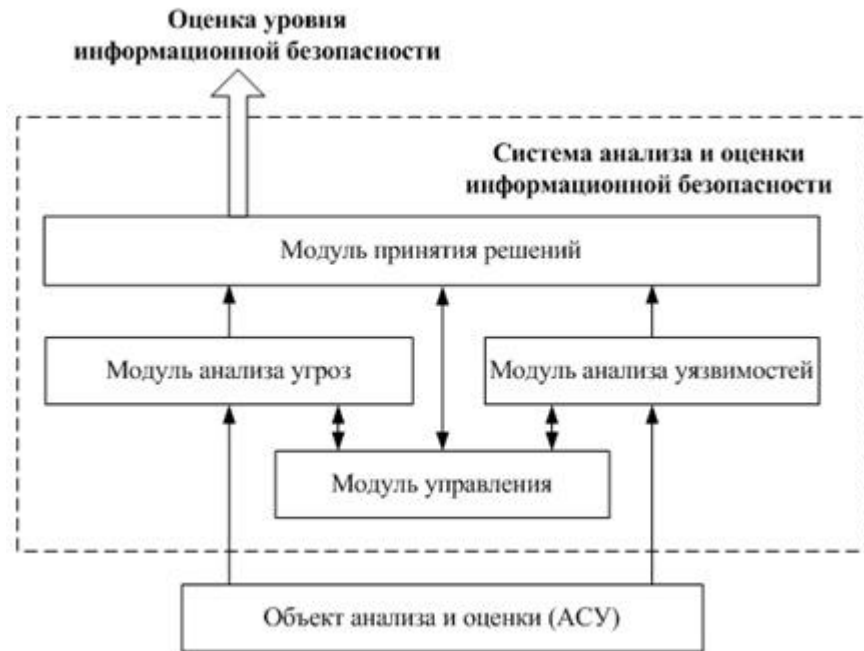 Оценка уровня
информационной безопасности
Система анализа и оценки
информационной безопасности
Модуль принятия решений
Модуль анализа угроз
Модуль анализа уязвимостей
Модуль управления
Объект анализа и оценки (АСУ)